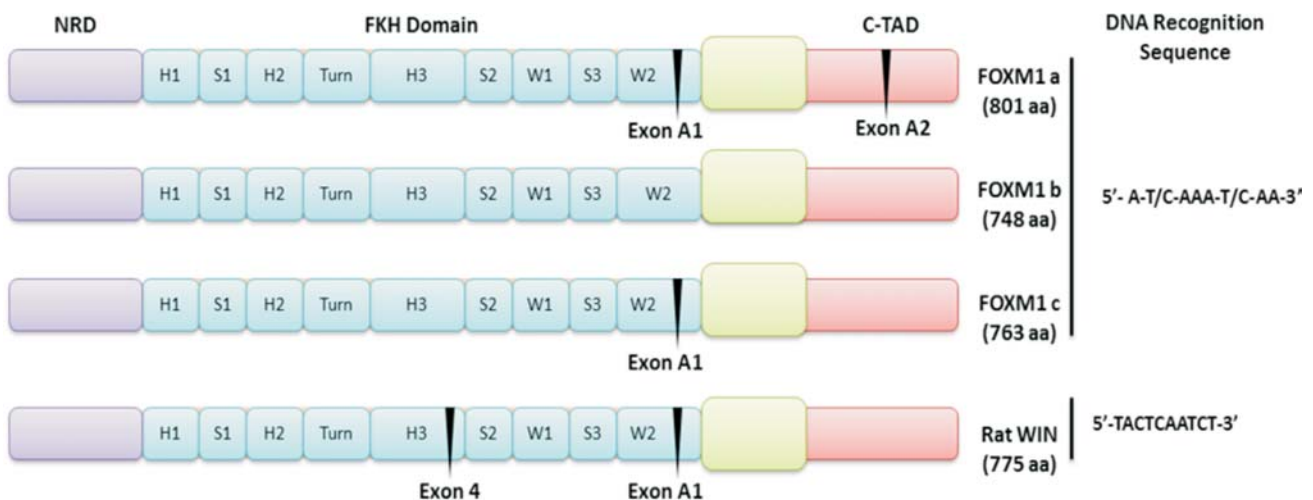 NRD FKH Domain C-TAD DNA Recognition
Sequence
H1 S1 H2 Turn H3 S2 W1 S3 W2
FOXM1 a
(801 aa)
Exon A1 Exon A2
H1 S1 H2 Turn H3 S2 W1 S3 W2
FOXM1 b
(748 aa)
5'- A-T/C-AAA-T/C-AA-3"
H1 S1 H2 Turn H3 S2 W1 S3 W2
FOXM1 c
(763 aa)
Exon A1
H1 S1 H2 Turn H3 S2 W1 S3 W2
Rat WIN
(775 aa)
5'-TACTCAATCT-3'
Exon 4 Exon A1